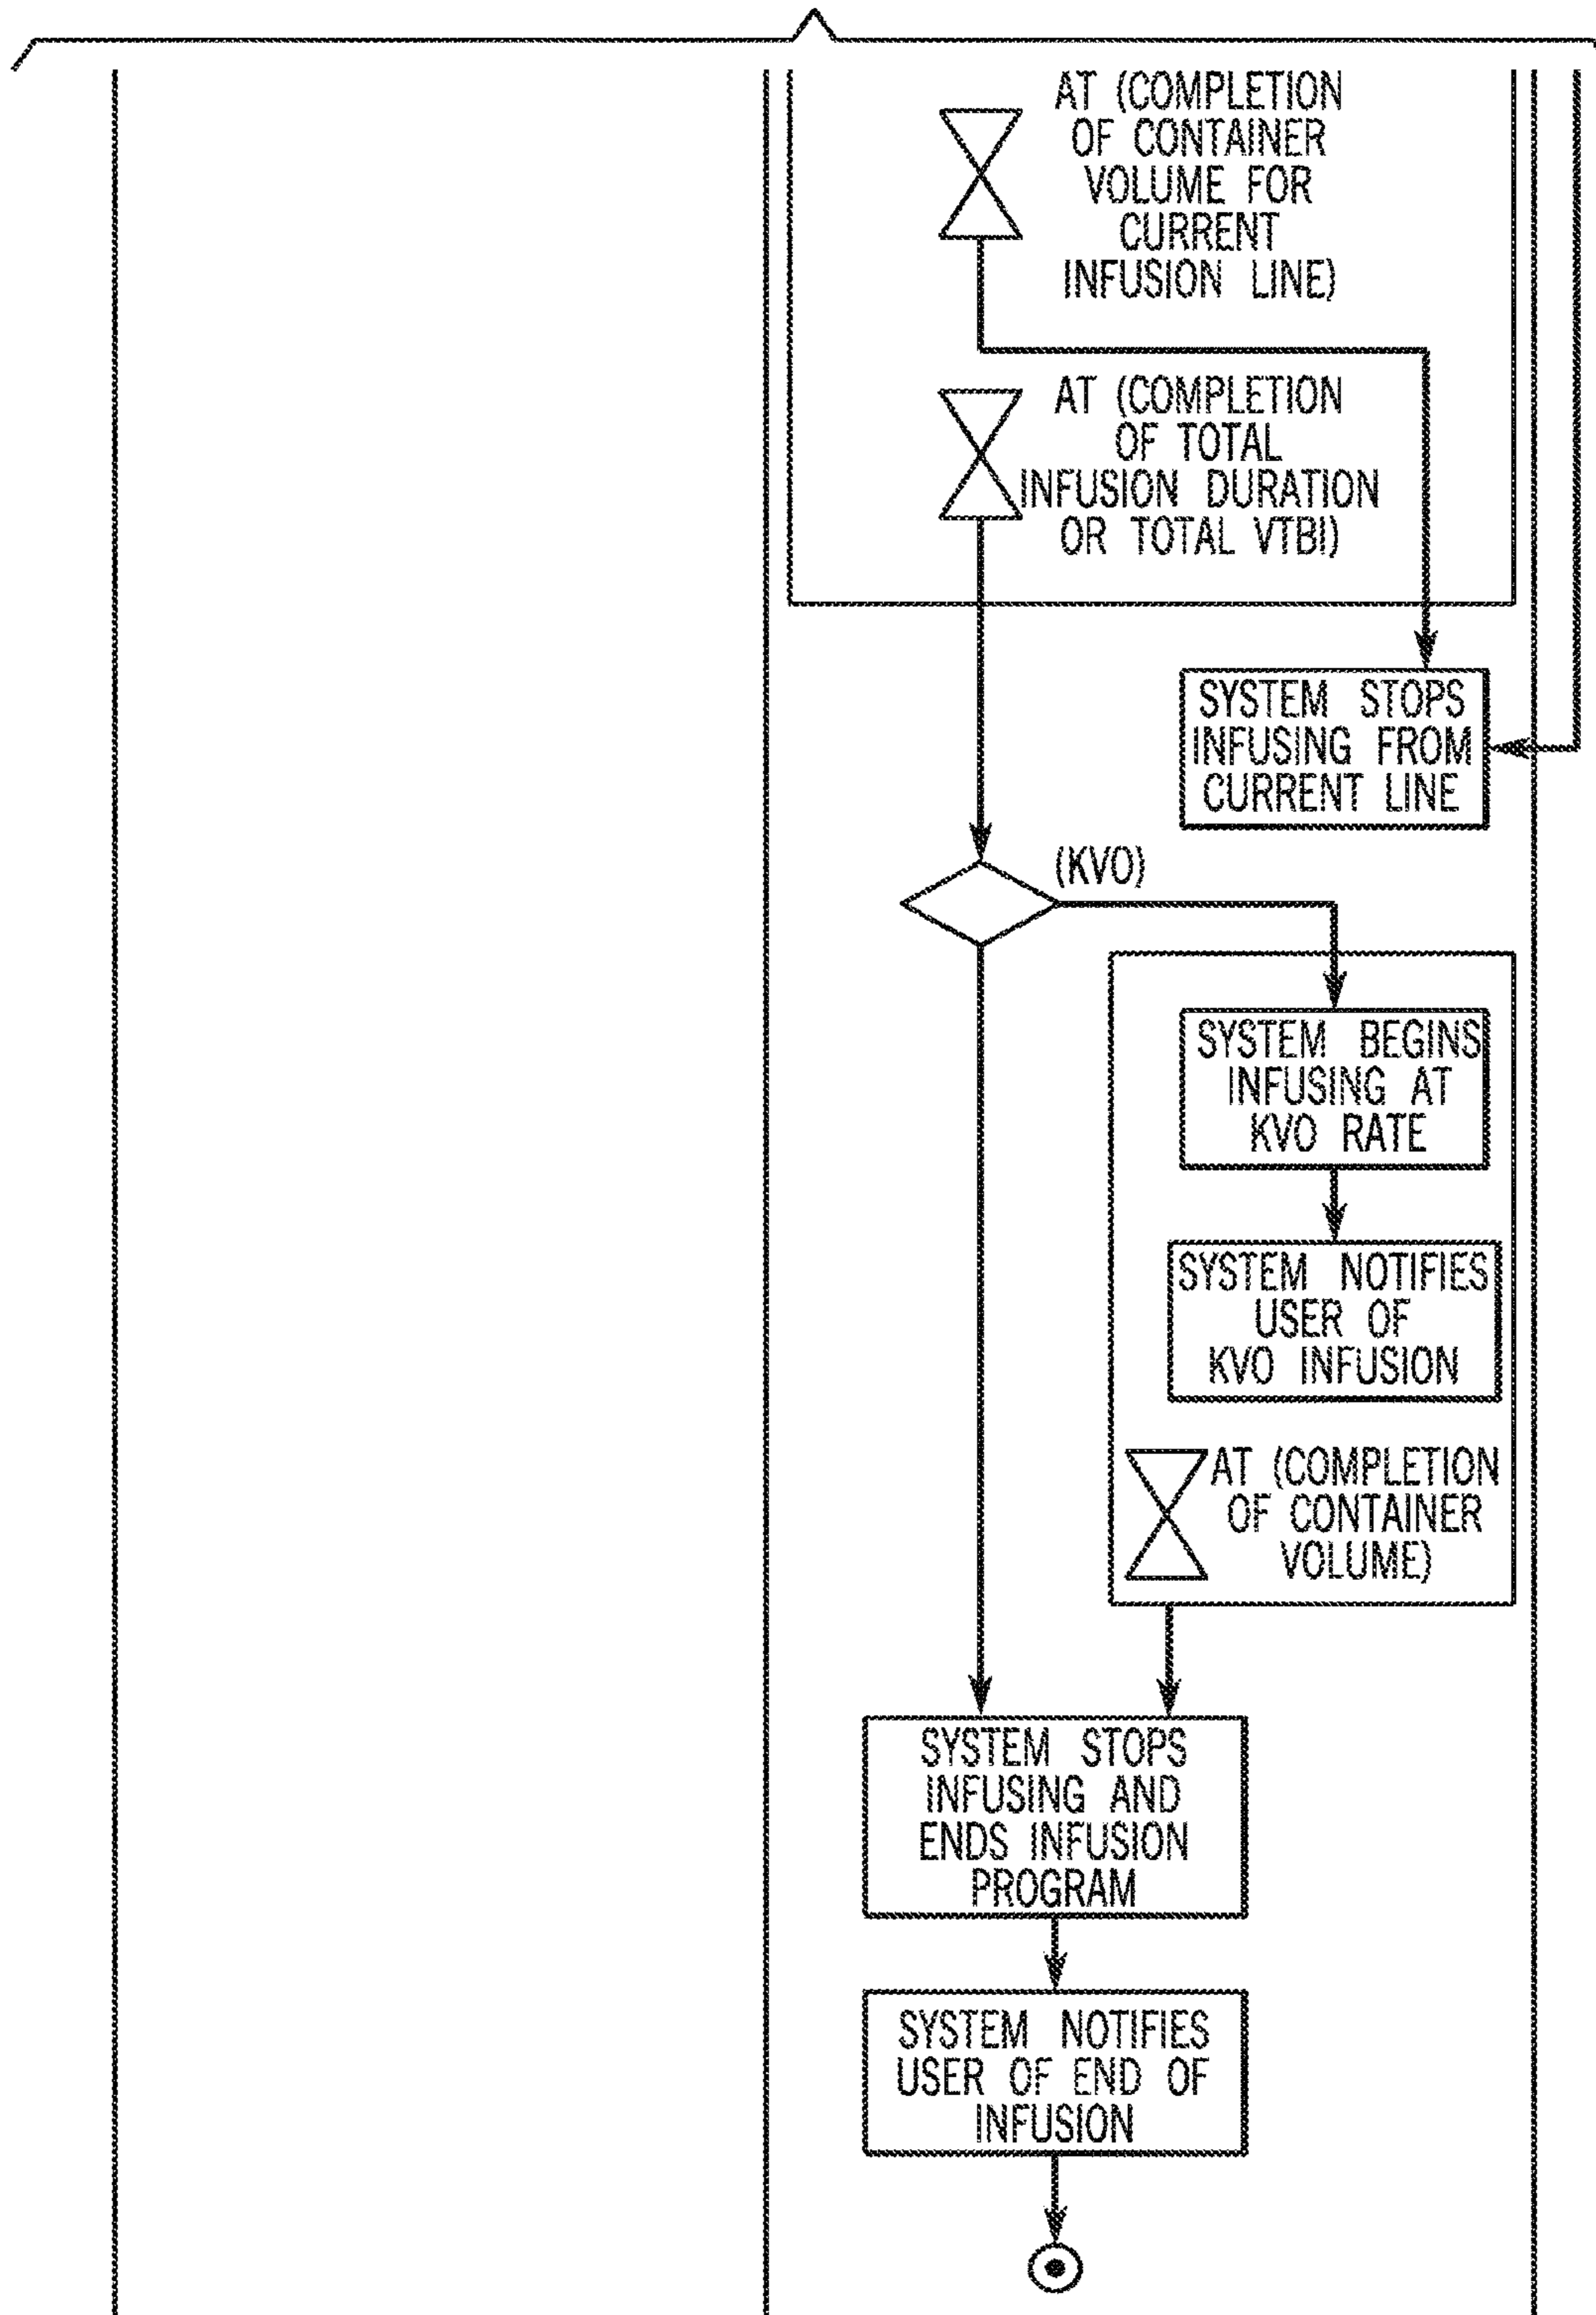 AT (COMPLETION
OF CONTAINER
VOLUME FOR
CURRENT
INFUSION LINE)
AT (COMPLETION
OF TOTAL
INFUSION DURATION
OR TOTAL VTBI)
SYSTEM STOPS
INFUSING FROM
CURRENT LINE
(KVO)
SYSTEM BEGINS
INFUSING AT
KVO RATE
SYSTEM NOTIFIES
USER OF
KVO INFUSION
AT (COMPLETION
OF CONTAINER
VOLUME)
SYSTEM STOPS
INFUSING AND
ENDS INFUSION
PROGRAM
SYSTEM NOTIFIES
USER OF END OF
INFUSION